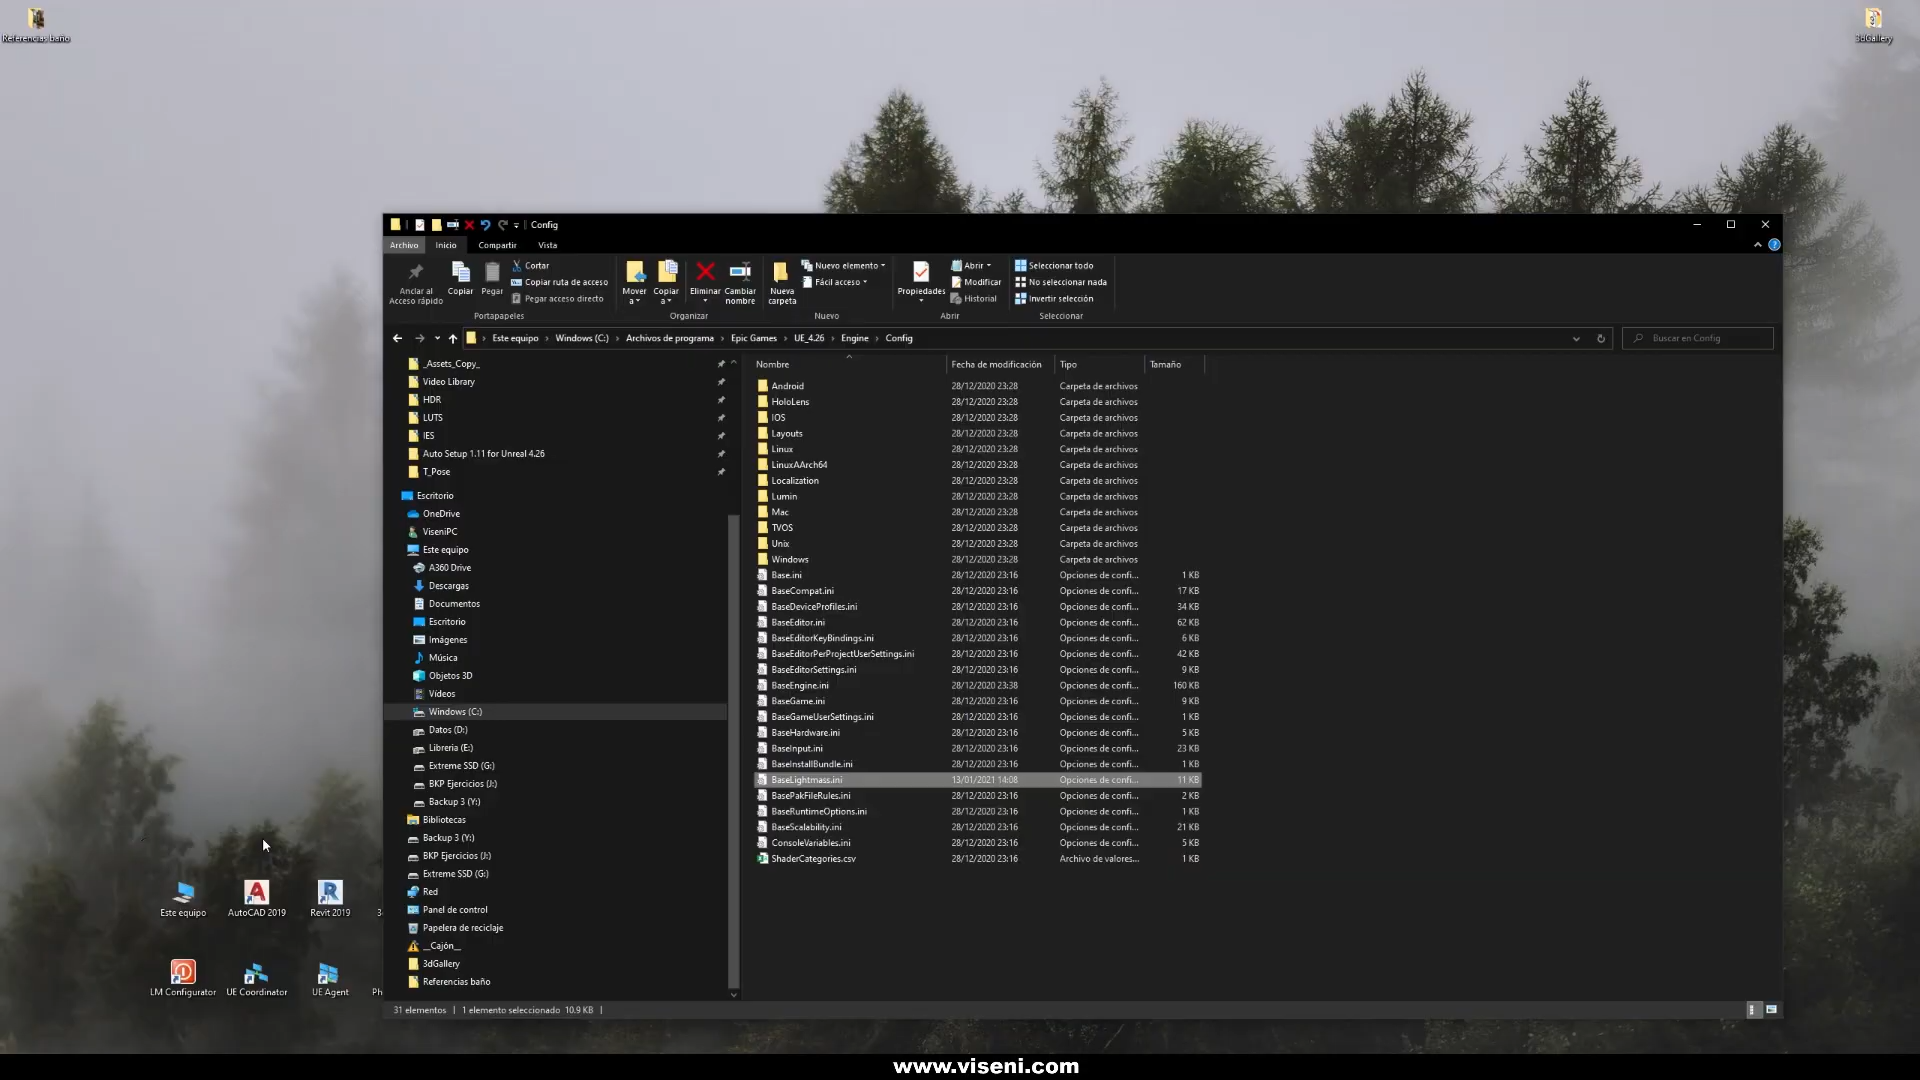 Referencias baño
3dGallery
Config
Archivo
Inicio
Compartir
Vista
Anclar al
Acceso rápido
Copiar
Pegar
Cortar
Copiar ruta de acceso
Pegar acceso directo
Portapapeles
Mover
a
Copiar
a
Eliminar
Cambiar
nombre
Organizar
Nueva
carpeta
Nuevo elemento
Fácil acceso
Nuevo
Propiedades
Abrir
Modificar
Historial
Abrir
Seleccionar todo
No seleccionar nada
Invertir selección
Seleccionar
Este equipo > Windows (C:) > Archivos de programa > Epic Games > UE_4.26 > Engine > Config
Buscar en Config
_Assets_Copy_
Video Library
HDR
LUTS
IES
Auto Setup 1.11 for Unreal 4.26
T_Pose
Escritorio
OneDrive
ViseniPC
Este equipo
A360 Drive
Descargas
Documentos
Escritorio
Imágenes
Música
Objetos 3D
Vídeos
Windows (C:)
Datos (D:)
Libreria (E:)
Extreme SSD (G:)
BKP Ejercicios (J:)
Backup 3 (Y:)
Bibliotecas
Backup 3 (Y:)
BKP Ejercicios (J:)
Extreme SSD (G:)
Red
Panel de control
Papelera de reciclaje
__Cajón__
3dGallery
Referencias baño
Nombre Fecha de modificación Tipo Tamaño
Android 28/12/2020 23:28 Carpeta de archivos
HoloLens 28/12/2020 23:28 Carpeta de archivos
IOS 28/12/2020 23:28 Carpeta de archivos
Layouts 28/12/2020 23:28 Carpeta de archivos
Linux 28/12/2020 23:28 Carpeta de archivos
LinuxAArch64 28/12/2020 23:28 Carpeta de archivos
Localization 28/12/2020 23:28 Carpeta de archivos
Lumin 28/12/2020 23:28 Carpeta de archivos
Mac 28/12/2020 23:28 Carpeta de archivos
TVOS 28/12/2020 23:28 Carpeta de archivos
Unix 28/12/2020 23:28 Carpeta de archivos
Windows 28/12/2020 23:28 Carpeta de archivos
Base.ini 28/12/2020 23:16 Opciones de confi... 1 KB
BaseCompat.ini 28/12/2020 23:16 Opciones de confi... 17 KB
BaseDeviceProfiles.ini 28/12/2020 23:16 Opciones de confi... 34 KB
BaseEditor.ini 28/12/2020 23:16 Opciones de confi... 62 KB
BaseEditorKeyBindings.ini 28/12/2020 23:16 Opciones de confi... 6 KB
BaseEditorPerProjectUserSettings.ini 28/12/2020 23:16 Opciones de confi... 42 KB
BaseEditorSettings.ini 28/12/2020 23:16 Opciones de confi... 9 KB
BaseEngine.ini 28/12/2020 23:38 Opciones de confi... 160 KB
BaseGame.ini 28/12/2020 23:16 Opciones de confi... 9 KB
BaseGameUserSettings.ini 28/12/2020 23:16 Opciones de confi... 1 KB
BaseHardware.ini 28/12/2020 23:16 Opciones de confi... 5 KB
BaseInput.ini 28/12/2020 23:16 Opciones de confi... 23 KB
BaseInstallBundle.ini 28/12/2020 23:16 Opciones de confi... 1 KB
BaseLightmass.ini 13/01/2021 14:08 Opciones de confi... 11 KB
BasePakFileRules.ini 28/12/2020 23:16 Opciones de confi... 2 KB
BaseRuntimeOptions.ini 28/12/2020 23:16 Opciones de confi... 1 KB
BaseScalability.ini 28/12/2020 23:16 Opciones de confi... 21 KB
ConsoleVariables.ini 28/12/2020 23:16 Opciones de confi... 5 KB
ShaderCategories.csv 28/12/2020 23:16 Archivo de valores... 1 KB
Este equipo
AutoCAD 2019
Revit 2019
3
LM Configurator
UE Coordinator
UE Agent
Ph
31 elementos | 1 elemento seleccionado 10.9 KB |
www.viseni.com